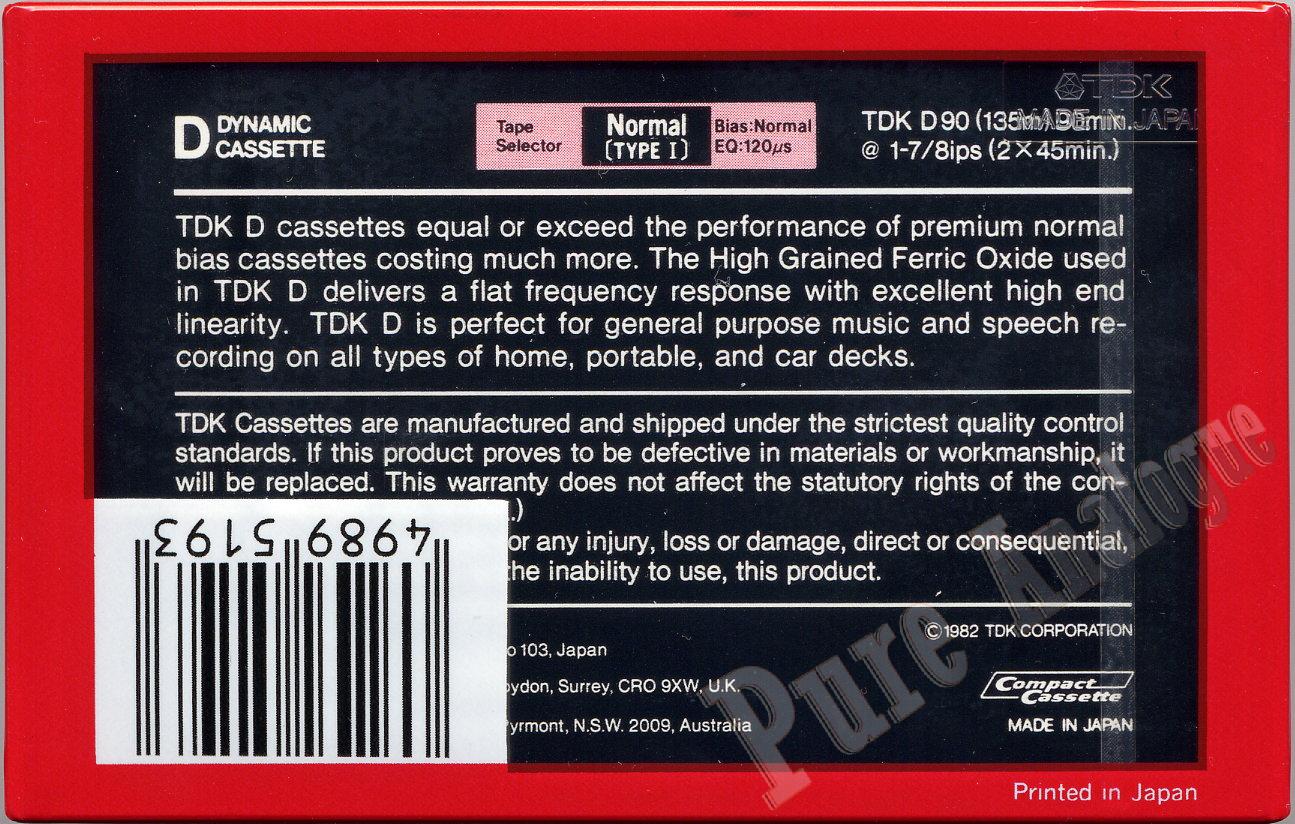 TDK
MADE IN JAPAN
D DYNAMIC CASSETTE
Tape Selector
Normal (TYPE I)
Bias:Normal
EQ:120μs
TDK D90 (135m/90min.)
@ 1-7/8ips (2×45min.)
TDK D cassettes equal or exceed the performance of premium normal
bias cassettes costing much more. The High Grained Ferric Oxide used
in TDK D delivers a flat frequency response with excellent high end
linearity. TDK D is perfect for general purpose music and speech re-
cording on all types of home, portable, and car decks.
TDK Cassettes are manufactured and shipped under the strictest quality control
standards. If this product proves to be defective in materials or workmanship, it
will be replaced. This warranty does not affect the statutory rights of the con-
.)
or any injury, loss or damage, direct or consequential,
the inability to use, this product.
4989 5193
©1982 TDK CORPORATION
o 103, Japan
oydon, Surrey, CRO 9XW, U.K.
Compact Cassette
yrmont, N.S.W. 2009, Australia
MADE IN JAPAN
Printed in Japan
Pure Analogue